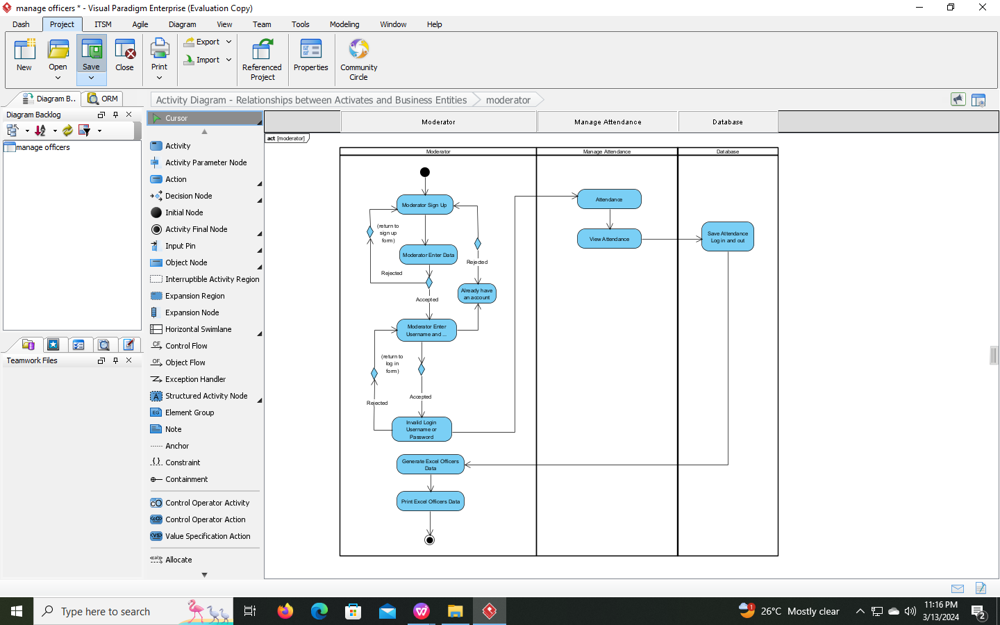 manage officers * - Visual Paradigm Enterprise (Evaluation Copy)
Dash Project ITSM Agile Diagram View Team Tools Modeling Window Help
New
Open
Save
Close
Print
Export
Import
Referenced
Project
Properties
Community
Circle
Diagram B..
ORM
Activity Diagram - Relationships between Activates and Business Entities
moderator
Diagram Backlog
manage officers
Teamwork Files
Cursor
Activity
Activity Parameter Node
Action
Decision Node
Initial Node
Activity Final Node
Input Pin
Object Node
Interruptible Activity Region
Expansion Region
Expansion Node
Horizontal Swimlane
CF Control Flow
OF Object Flow
Exception Handler
A Structured Activity Node
EG Element Group
Note
Anchor
{ } Constraint
Containment
cO Control Operator Activity
<cO> Control Operator Action
<VS> Value Specification Action
Allocate
Moderator
Manage Attendance
Database
act [moderator]
Moderator
Manage Attendance
Database
Moderator Sign Up
(return to
sign up
form)
Moderator Enter Data
Rejected
Accepted
Rejected
Already have
an account
Moderator Enter
Username and ...
(return to
log in
form)
Accepted
Rejected
Invalid Login
Username or
Password
Generate Excel Officers
Data
Print Excel Officers Data
Attendance
View Attendance
Save Attendance
Log in and out
Type here to search
1
26°C Mostly clear
11:16 PM
3/13/2024
2